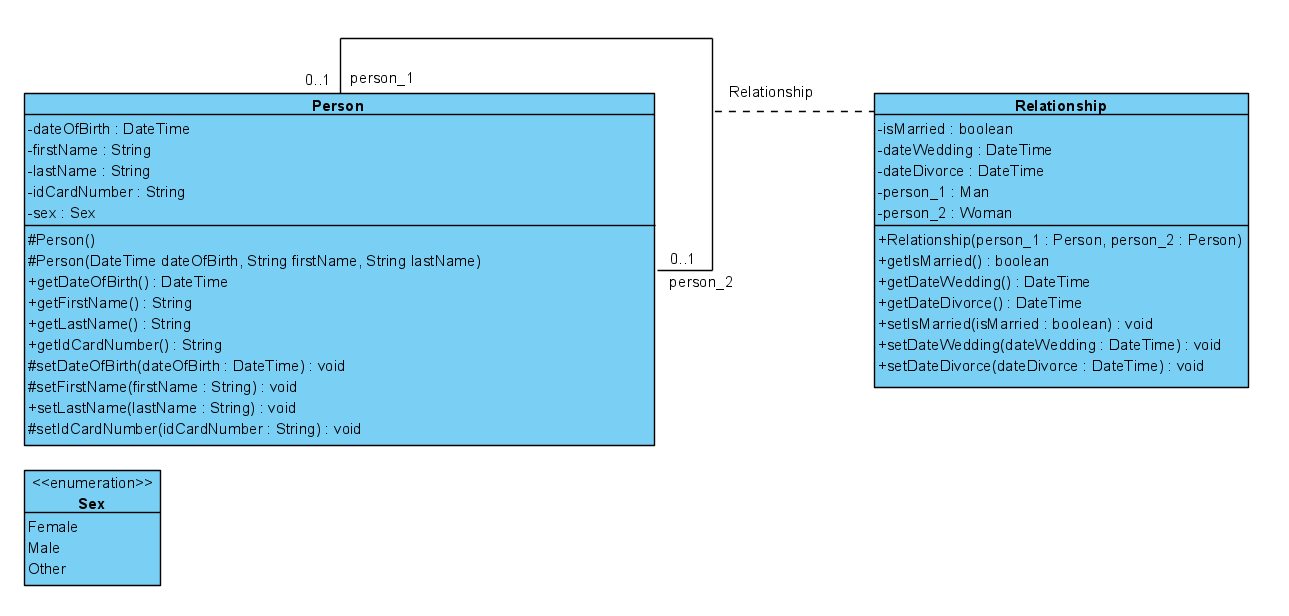 0..1
person_1
Relationship
Person
-dateOfBirth : DateTime
-firstName : String
-lastName : String
-idCardNumber : String
-sex : Sex
#Person()
#Person(DateTime dateOfBirth, String firstName, String lastName)
+getDateOfBirth() : DateTime
+getFirstName() : String
+getLastName() : String
+getIdCardNumber() : String
#setDateOfBirth(dateOfBirth : DateTime) : void
#setFirstName(firstName : String) : void
+setLastName(lastName : String) : void
#setIdCardNumber(idCardNumber : String) : void
0..1
person_2
Relationship
-isMarried : boolean
-dateWedding : DateTime
-dateDivorce : DateTime
-person_1 : Man
-person_2 : Woman
+Relationship(person_1 : Person, person_2 : Person)
+getIsMarried() : boolean
+getDateWedding() : DateTime
+getDateDivorce() : DateTime
+setIsMarried(isMarried : boolean) : void
+setDateWedding(dateWedding : DateTime) : void
+setDateDivorce(dateDivorce : DateTime) : void
<<enumeration>>
Sex
Female
Male
Other